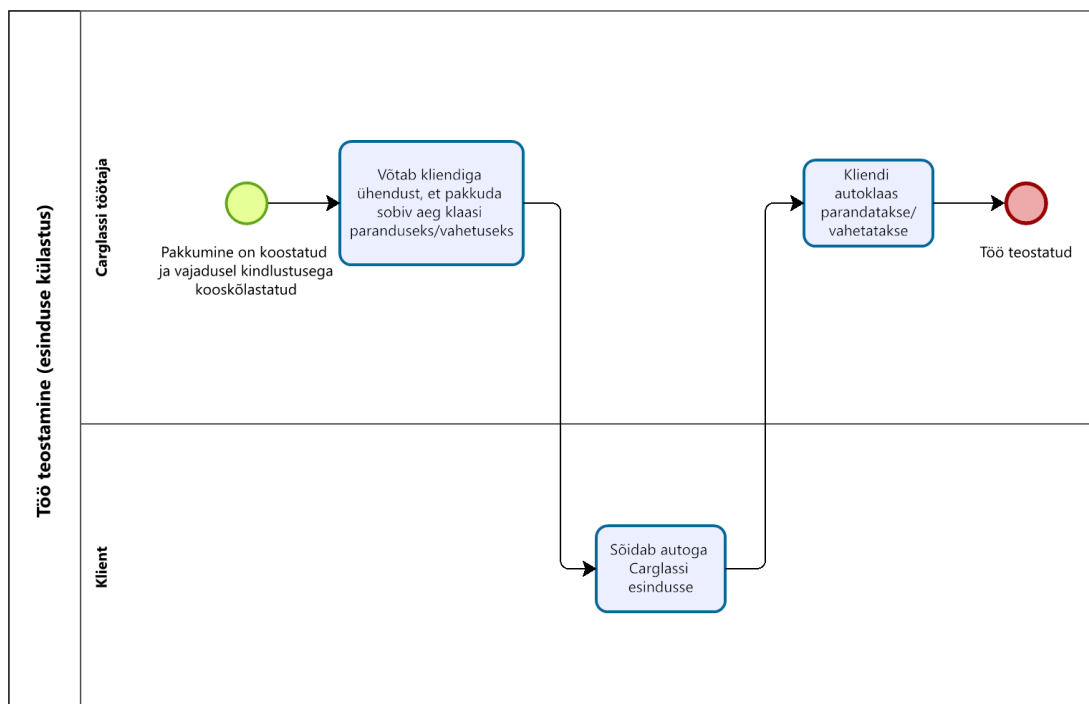 Töö teostamine (esinduse külastus)
Carglassi töötaja
Pakkumine on koostatud
ja vajadusel kindlustusega
kooskõlastatud
Võtab kliendiga
ühendust, et pakkuda
sobiv aeg klaasi
paranduseks/vahetuseks
Kliendi
autoklaas
parandatakse/
vahetatakse
Töö teostatud
Klient
Sõidab autoga
Carglassi
esindusse